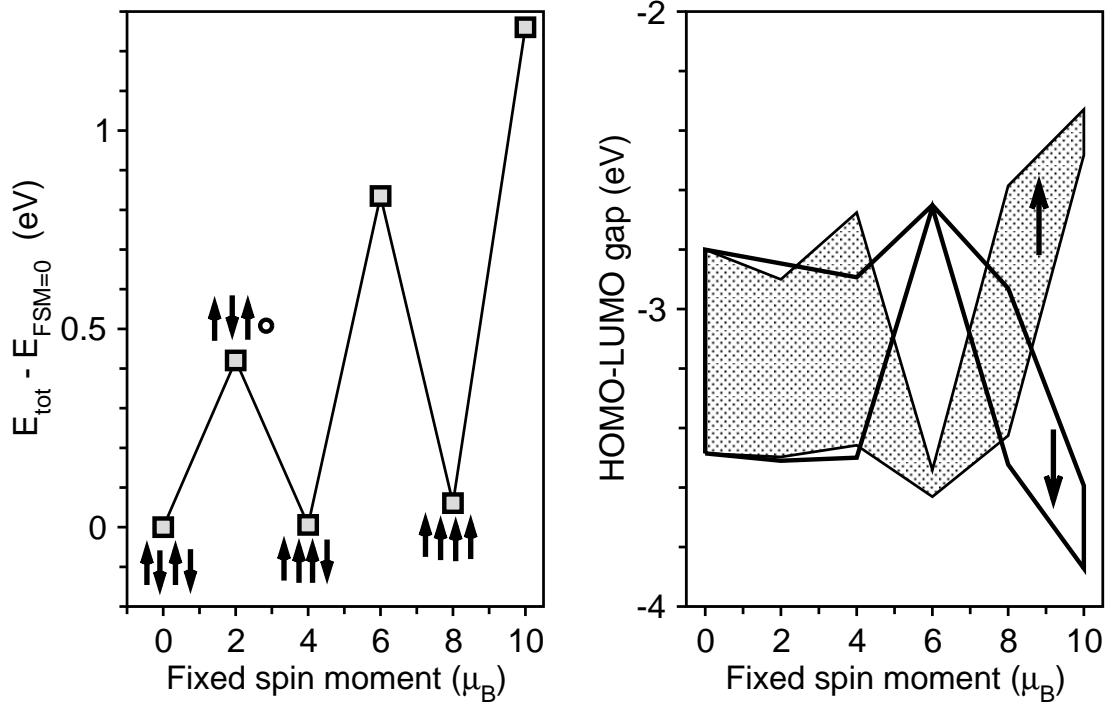 E_tot - E_FSM=0 (eV)
1
0.5
0
0 2 4 6 8 10
Fixed spin moment (μ_B)
HOMO-LUMO gap (eV)
-2
-3
-4
0 2 4 6 8 10
Fixed spin moment (μ_B)